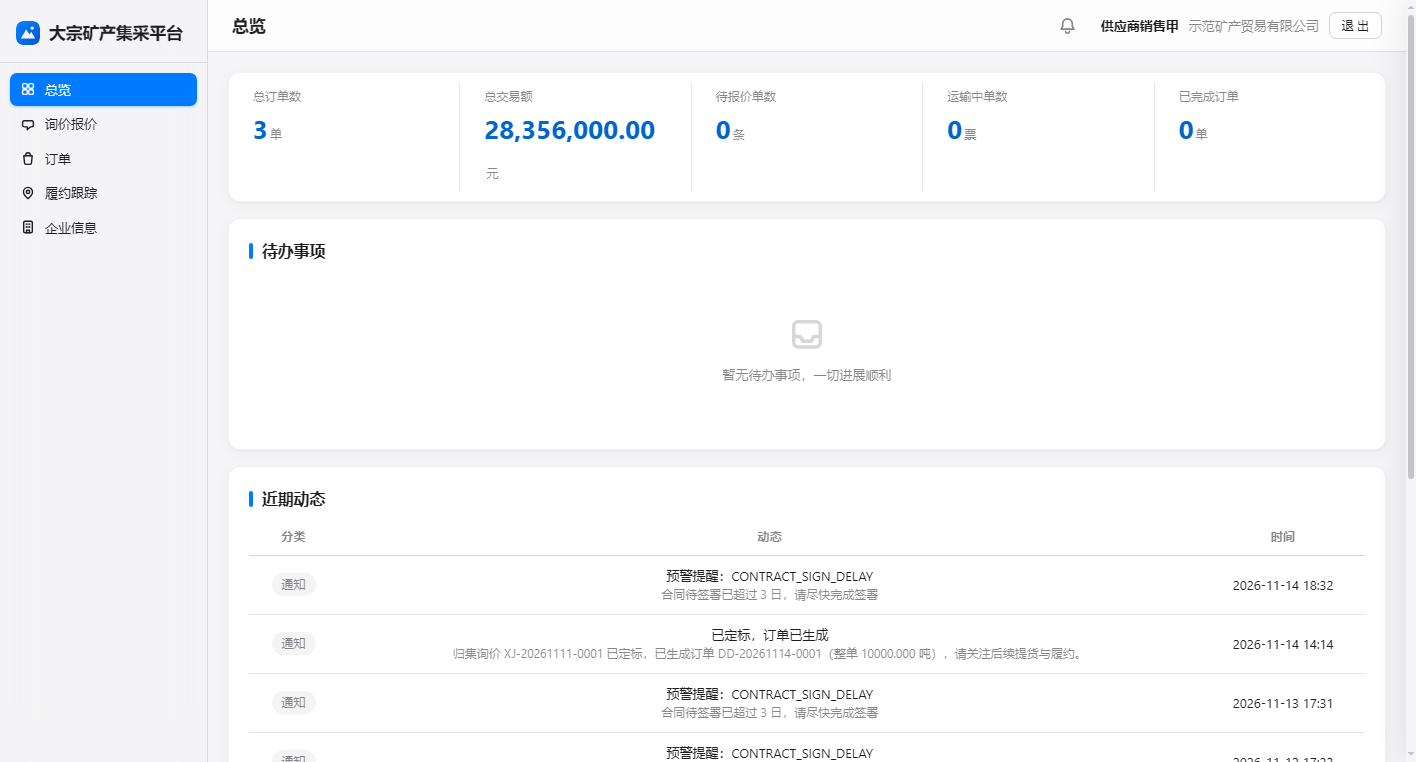 大宗矿产集采平台
总览
询价报价
订单
履约跟踪
企业信息
总览
供应商销售甲 示范矿产贸易有限公司 退出
总订单数 总交易额 待报价单数 运输中单数 已完成订单
3 单 28,356,000.00 元 0 条 0 票 0 单
待办事项
暂无待办事项，一切进展顺利
近期动态
分类 动态 时间
通知 预警提醒：CONTRACT_SIGN_DELAY 2026-11-14 18:32
合同待签署已超过 3 日，请尽快完成签署
通知 已定标，订单已生成 2026-11-14 14:14
归集询价 XJ-20261111-0001 已定标，已生成订单 DD-20261114-0001（整单 10000.000 吨），请关注后续提货与履约。
通知 预警提醒：CONTRACT_SIGN_DELAY 2026-11-13 17:31
合同待签署已超过 3 日，请尽快完成签署
通知 预警提醒：CONTRACT_SIGN_DELAY